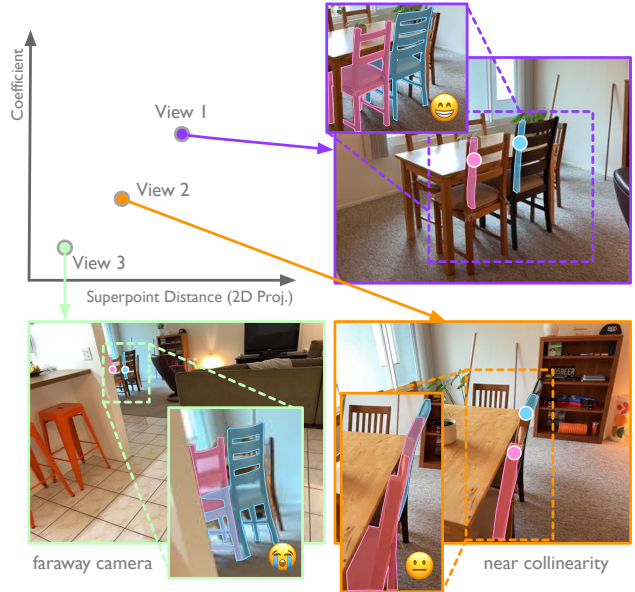 Coefficient
View 1
View 2
View 3
Superpoint Distance (2D Proj.)
faraway camera
near collinearity